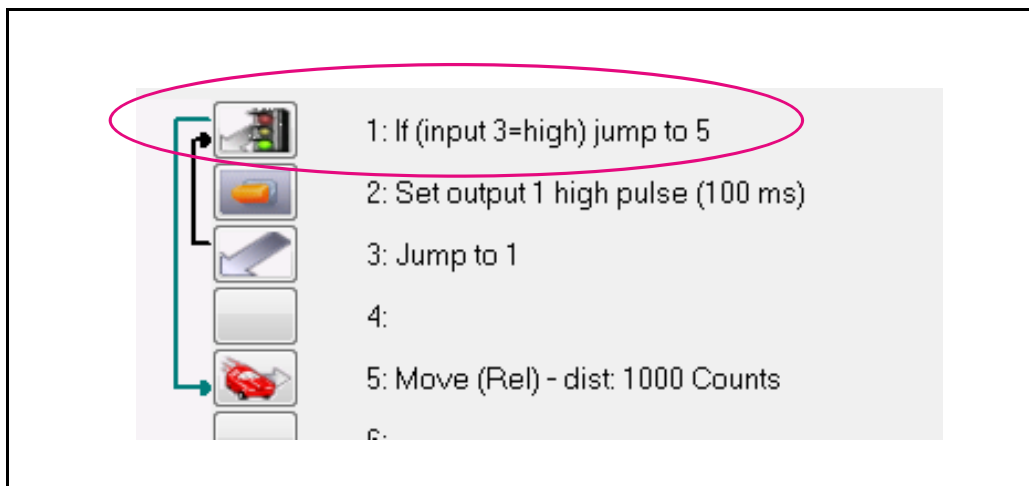 1: If (input 3=high) jump to 5
2: Set output 1 high pulse (100 ms)
3: Jump to 1
4:
5: Move (Rel) - dist: 1000 Counts